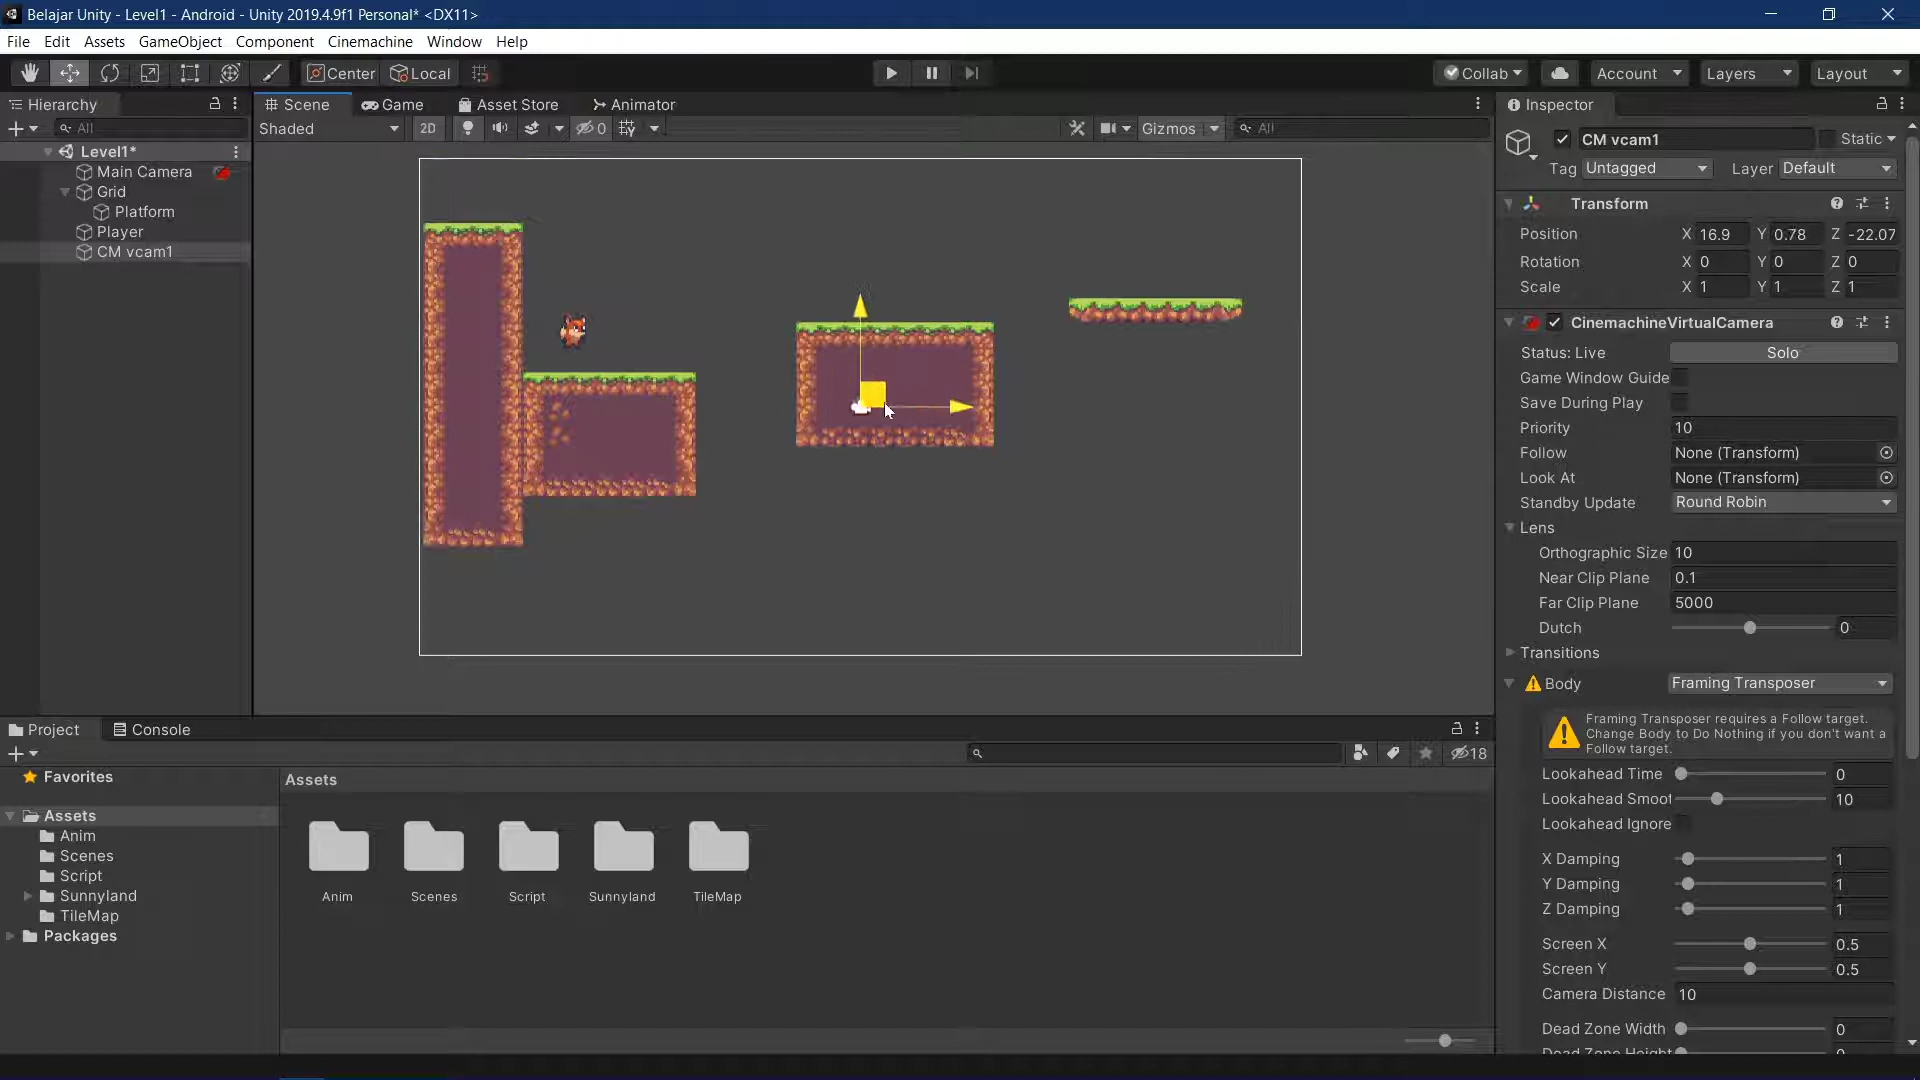 Belajar Unity - Level1 - Android - Unity 2019.4.9f1 Personal* <DX11>
File Edit Assets GameObject Component Cinemachine Window Help
Center Local Collab Account Layers Layout
Hierarchy
All
Level1*
Main Camera
Grid
Platform
Player
CM vcam1
Scene Game Asset Store Animator
Shaded 2D 0 Gizmos All
Inspector
CM vcam1 Static
Tag Untagged Layer Default
Transform
Position X 16.9 Y 0.78 Z -22.07
Rotation X 0 Y 0 Z 0
Scale X 1 Y 1 Z 1
CinemachineVirtualCamera
Status: Live Solo
Game Window Guide
Save During Play
Priority 10
Follow None (Transform)
Look At None (Transform)
Standby Update Round Robin
Lens
Orthographic Size 10
Near Clip Plane 0.1
Far Clip Plane 5000
Dutch 0
Transitions
Body Framing Transposer
Framing Transposer requires a Follow target.
Change Body to Do Nothing if you don't want a
Follow target.
Lookahead Time 0
Lookahead Smoot 10
Lookahead Ignore
X Damping 1
Y Damping 1
Z Damping 1
Screen X 0.5
Screen Y 0.5
Camera Distance 10
Dead Zone Width 0
Dead Zone Height 0
Project Console
18
Favorites
Assets
Anim
Scenes
Script
Sunnyland
TileMap
Packages
Assets
Anim Scenes Script Sunnyland TileMap